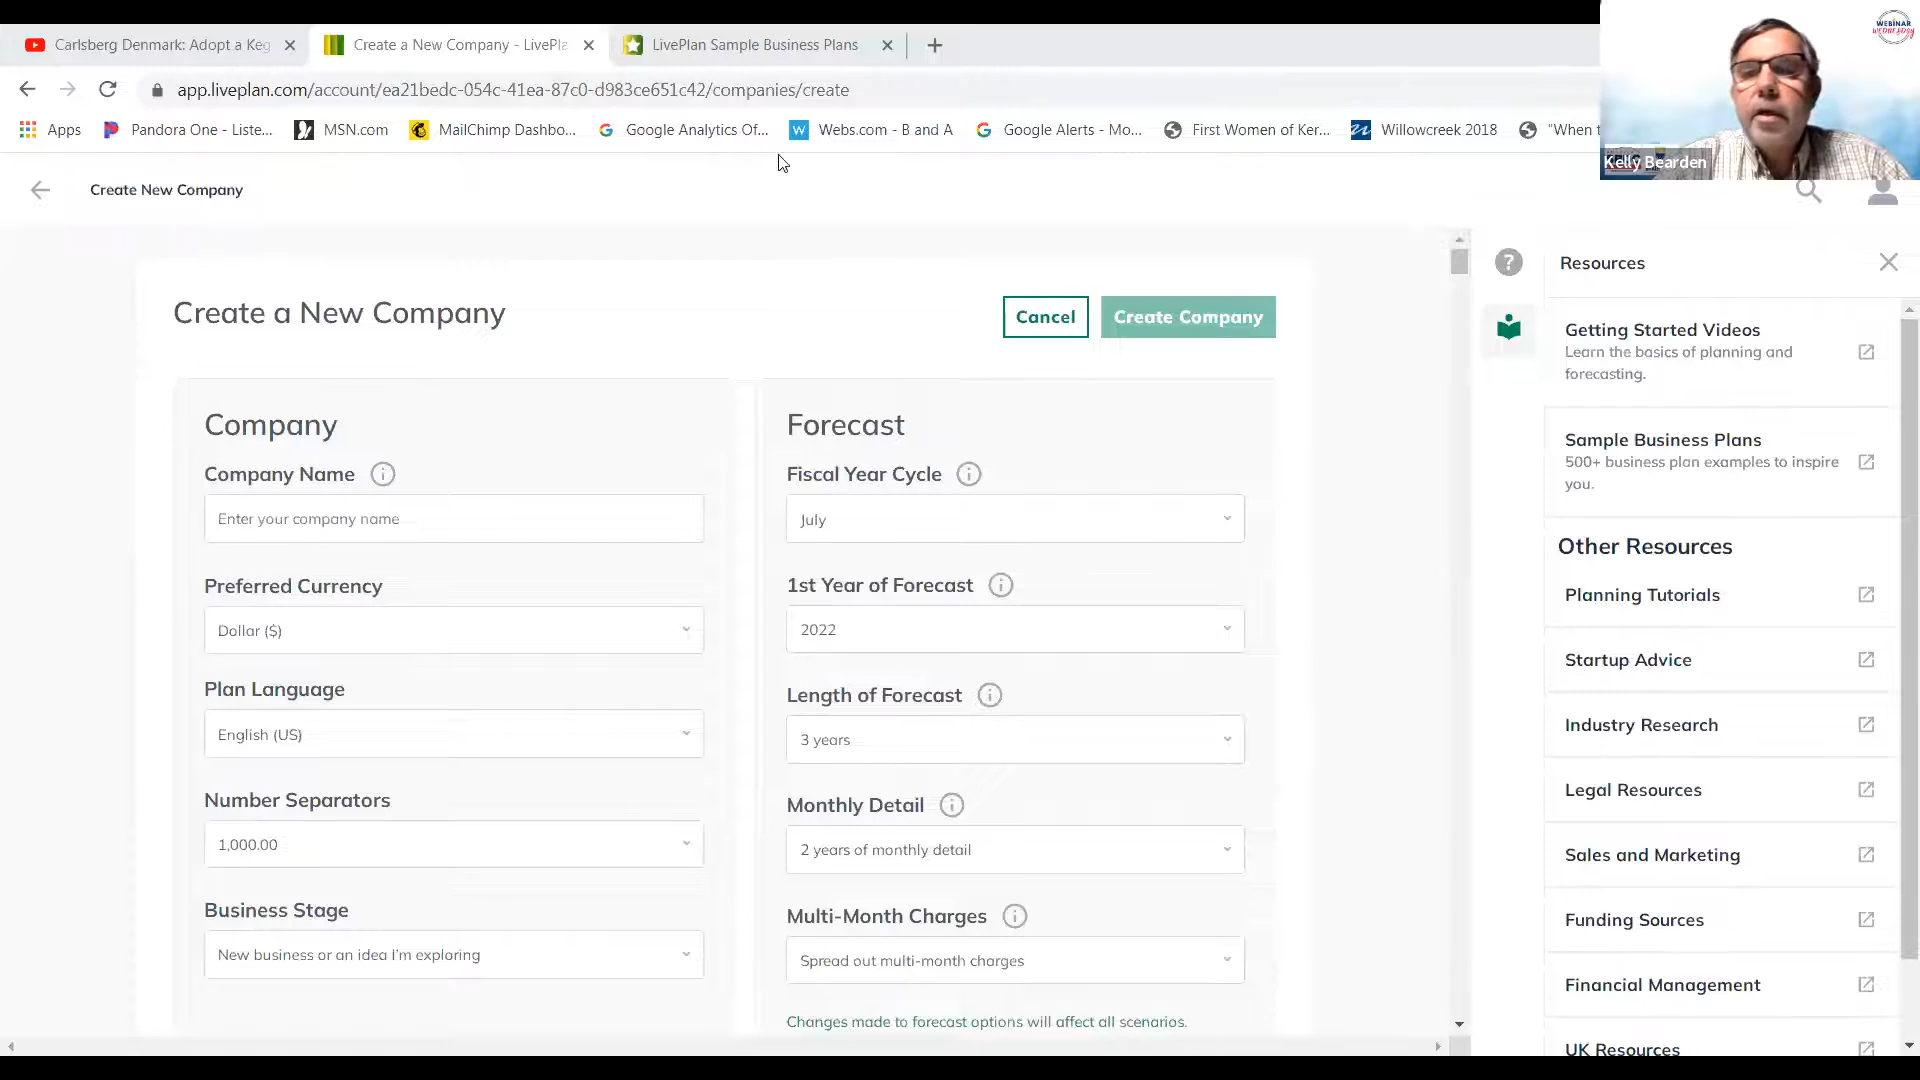 Carlsberg Denmark: Adopt a Keg
Create a New Company - LivePla
LivePlan Sample Business Plans
app.liveplan.com/account/ea21bedc-054c-41ea-87c0-d983ce651c42/companies/create
Apps
Pandora One - Liste...
MSN.com
MailChimp Dashbo...
Google Analytics Of...
Webs.com - B and A
Google Alerts - Mo...
First Women of Ker...
Willowcreek 2018
"When t
WEBINAR
WEDNESDAY
Kelly Bearden
Create New Company
Create a New Company
Cancel
Create Company
Company
Company Name
Enter your company name
Preferred Currency
Dollar ($)
Plan Language
English (US)
Number Separators
1,000.00
Business Stage
New business or an idea I'm exploring
Forecast
Fiscal Year Cycle
July
1st Year of Forecast
2022
Length of Forecast
3 years
Monthly Detail
2 years of monthly detail
Multi-Month Charges
Spread out multi-month charges
Changes made to forecast options will affect all scenarios.
Resources
Getting Started Videos
Learn the basics of planning and
forecasting.
Sample Business Plans
500+ business plan examples to inspire
you.
Other Resources
Planning Tutorials
Startup Advice
Industry Research
Legal Resources
Sales and Marketing
Funding Sources
Financial Management
UK Resources